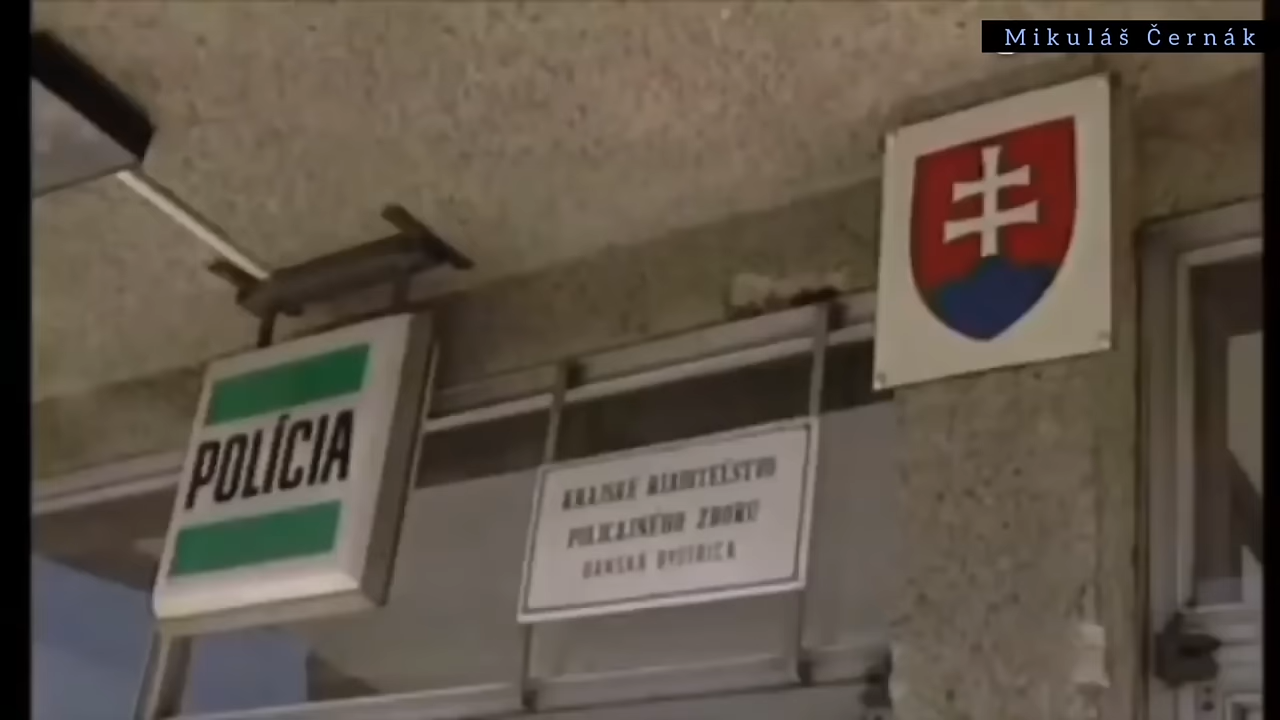 Mikuláš Černák
POLÍCIA
KRAJSKÉ RIADITEĽSTVO
POLICAJNÉHO ZBORU
BANSKÁ BYSTRICA